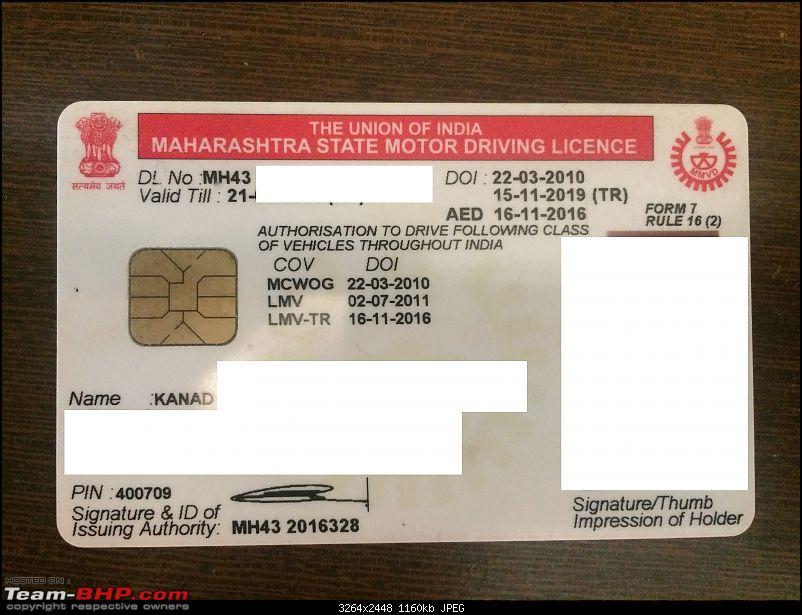 THE UNION OF INDIA
MAHARASHTRA STATE MOTOR DRIVING LICENCE
सत्यमेव जयते
MMVD
DL No : MH43 DOI : 22-03-2010
Valid Till : 21- 15-11-2019 (TR)
AED 16-11-2016
FORM 7
RULE 16 (2)
AUTHORISATION TO DRIVE FOLLOWING CLASS
OF VEHICLES THROUGHOUT INDIA
COV DOI
MCWOG 22-03-2010
LMV 02-07-2011
LMV-TR 16-11-2016
Name : KANAD
PIN : 400709
Signature & ID of
Issuing Authority: MH43 2016328
Signature/Thumb
Impression of Holder
HOSTED ON :
Team-BHP.com
copyright respective owners
3264x2448 1160kb JPEG